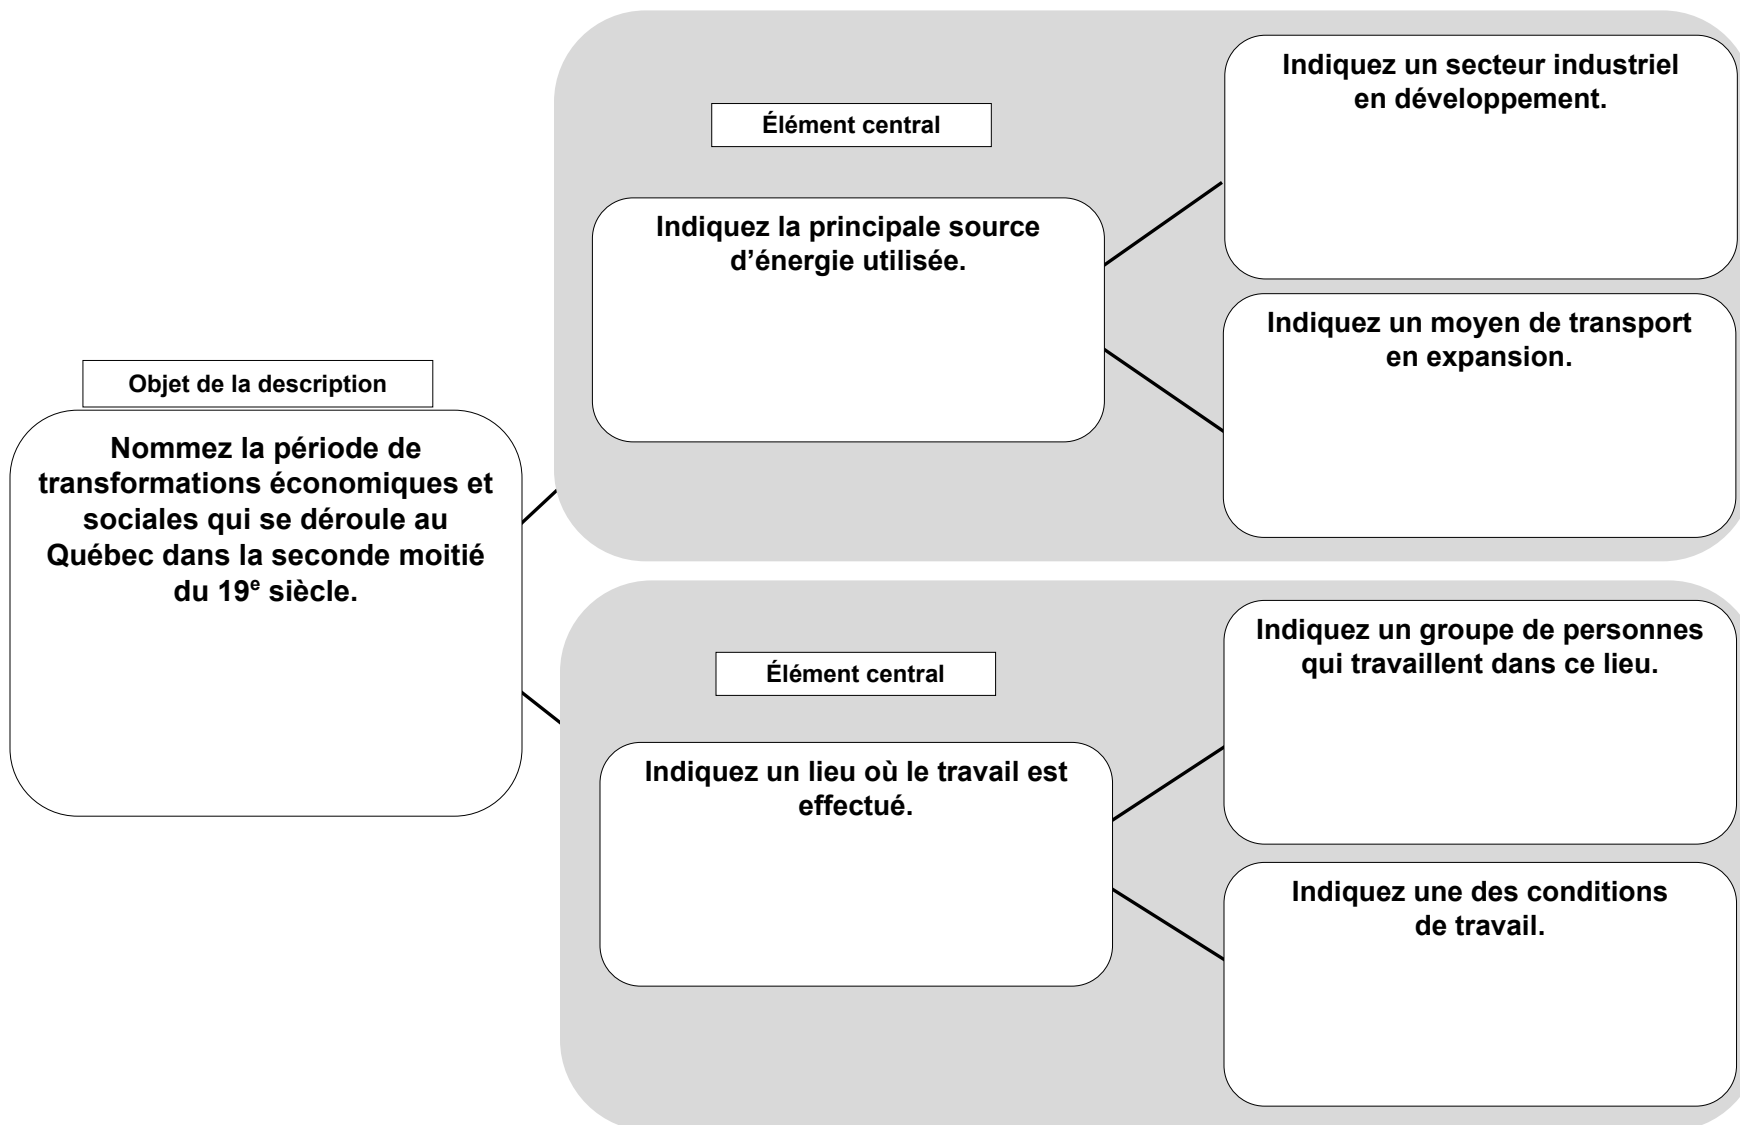 Objet de la description
Nommez la période de
transformations économiques et
sociales qui se déroule au
Québec dans la seconde moitié
du 19e siècle.
Élément central
Indiquez la principale source
d’énergie utilisée.
Indiquez un secteur industriel
en développement.
Indiquez un moyen de transport
en expansion.
Élément central
Indiquez un lieu où le travail est
effectué.
Indiquez un groupe de personnes
qui travaillent dans ce lieu.
Indiquez une des conditions
de travail.